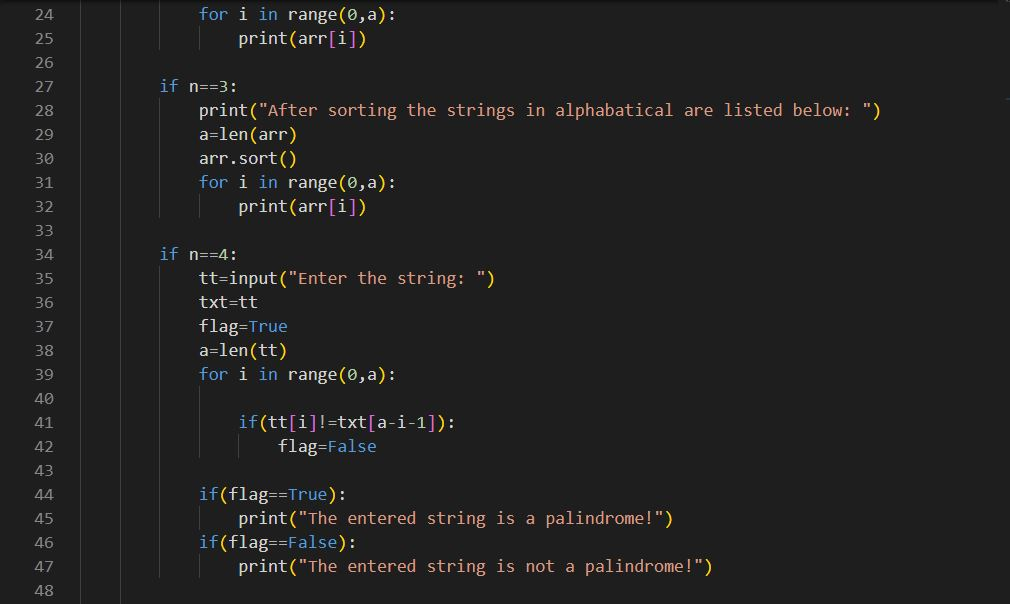 24 for i in range(0,a):
25 print(arr[i])
26
27 if n==3:
28 print("After sorting the strings in alphabatical are listed below: ")
29 a=len(arr)
30 arr.sort()
31 for i in range(0,a):
32 print(arr[i])
33
34 if n==4:
35 tt=input("Enter the string: ")
36 txt=tt
37 flag=True
38 a=len(tt)
39 for i in range(0,a):
40
41 if(tt[i]!=txt[a-i-1]):
42 flag=False
43
44 if(flag==True):
45 print("The entered string is a palindrome!")
46 if(flag==False):
47 print("The entered string is not a palindrome!")
48